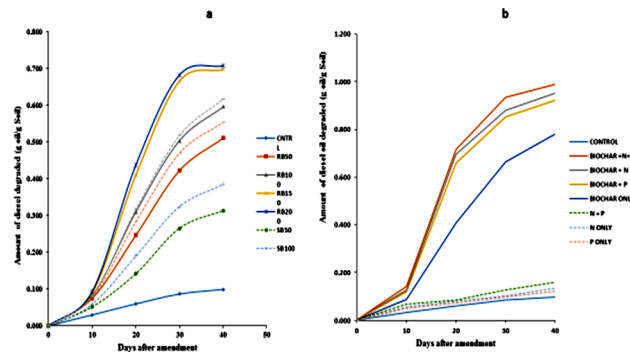 a
Amount of diesel degraded (g oil/g Soil)
0.800
0.700
0.600
0.500
0.400
0.300
0.200
0.100
0.000
0
10
20
30
40
50
Days after amendment
CNTR
L
RB50
RB10
0
RB15
0
RB20
0
SB50
SB100
b
Amount of diesel oil degraded (g oil/g Soil)
1.200
1.000
0.800
0.600
0.400
0.200
0.000
0
10
20
30
40
Days after amendment
CONTROL
BIOCHAR +N+
BIOCHAR + N
BIOCHAR + P
BIOCHAR ONLY
N + P
N ONLY
P ONLY